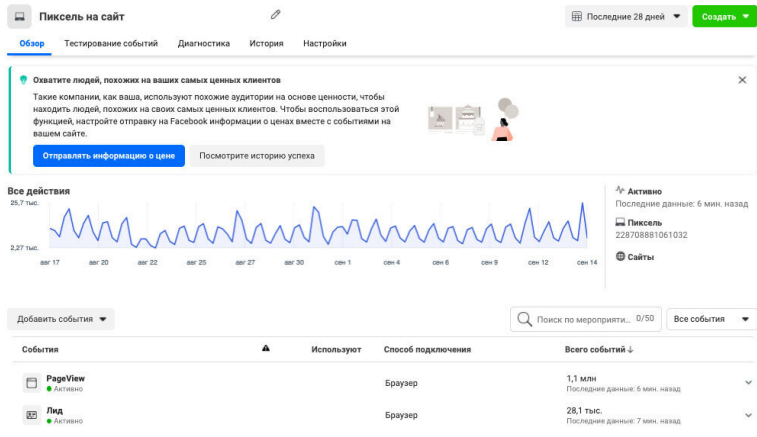 Пиксель на сайт
Последние 28 дней
Создать
Обзор Тестирование событий Диагностика История Настройки
Охватите людей, похожих на ваших самых ценных клиентов
Такие компании, как ваша, используют похожие аудитории на основе ценности, чтобы
находить людей, похожих на своих самых ценных клиентов. Чтобы воспользоваться этой
функцией, настройте отправку на Facebook информации о ценах вместе с событиями на
вашем сайте.
Отправлять информацию о цене Посмотрите историю успеха
Все действия
25,7 тыс.
2,27 тыс.
авг 17 авг 20 авг 22 авг 25 авг 27 авг 30 сен 1 сен 4 сен 6 сен 9 сен 12 сен 14
Активно
Последние данные: 6 мин. назад
Пиксель
228708881061032
Сайты
Добавить события Поиск по мероприяти... 0/50 Все события
События Используют Способ подключения Всего событий↓
PageView Браузер 1,1 млн
Активно Последние данные: 6 мин. назад
Лид Браузер 28,1 тыс.
Активно Последние данные: 7 мин. назад